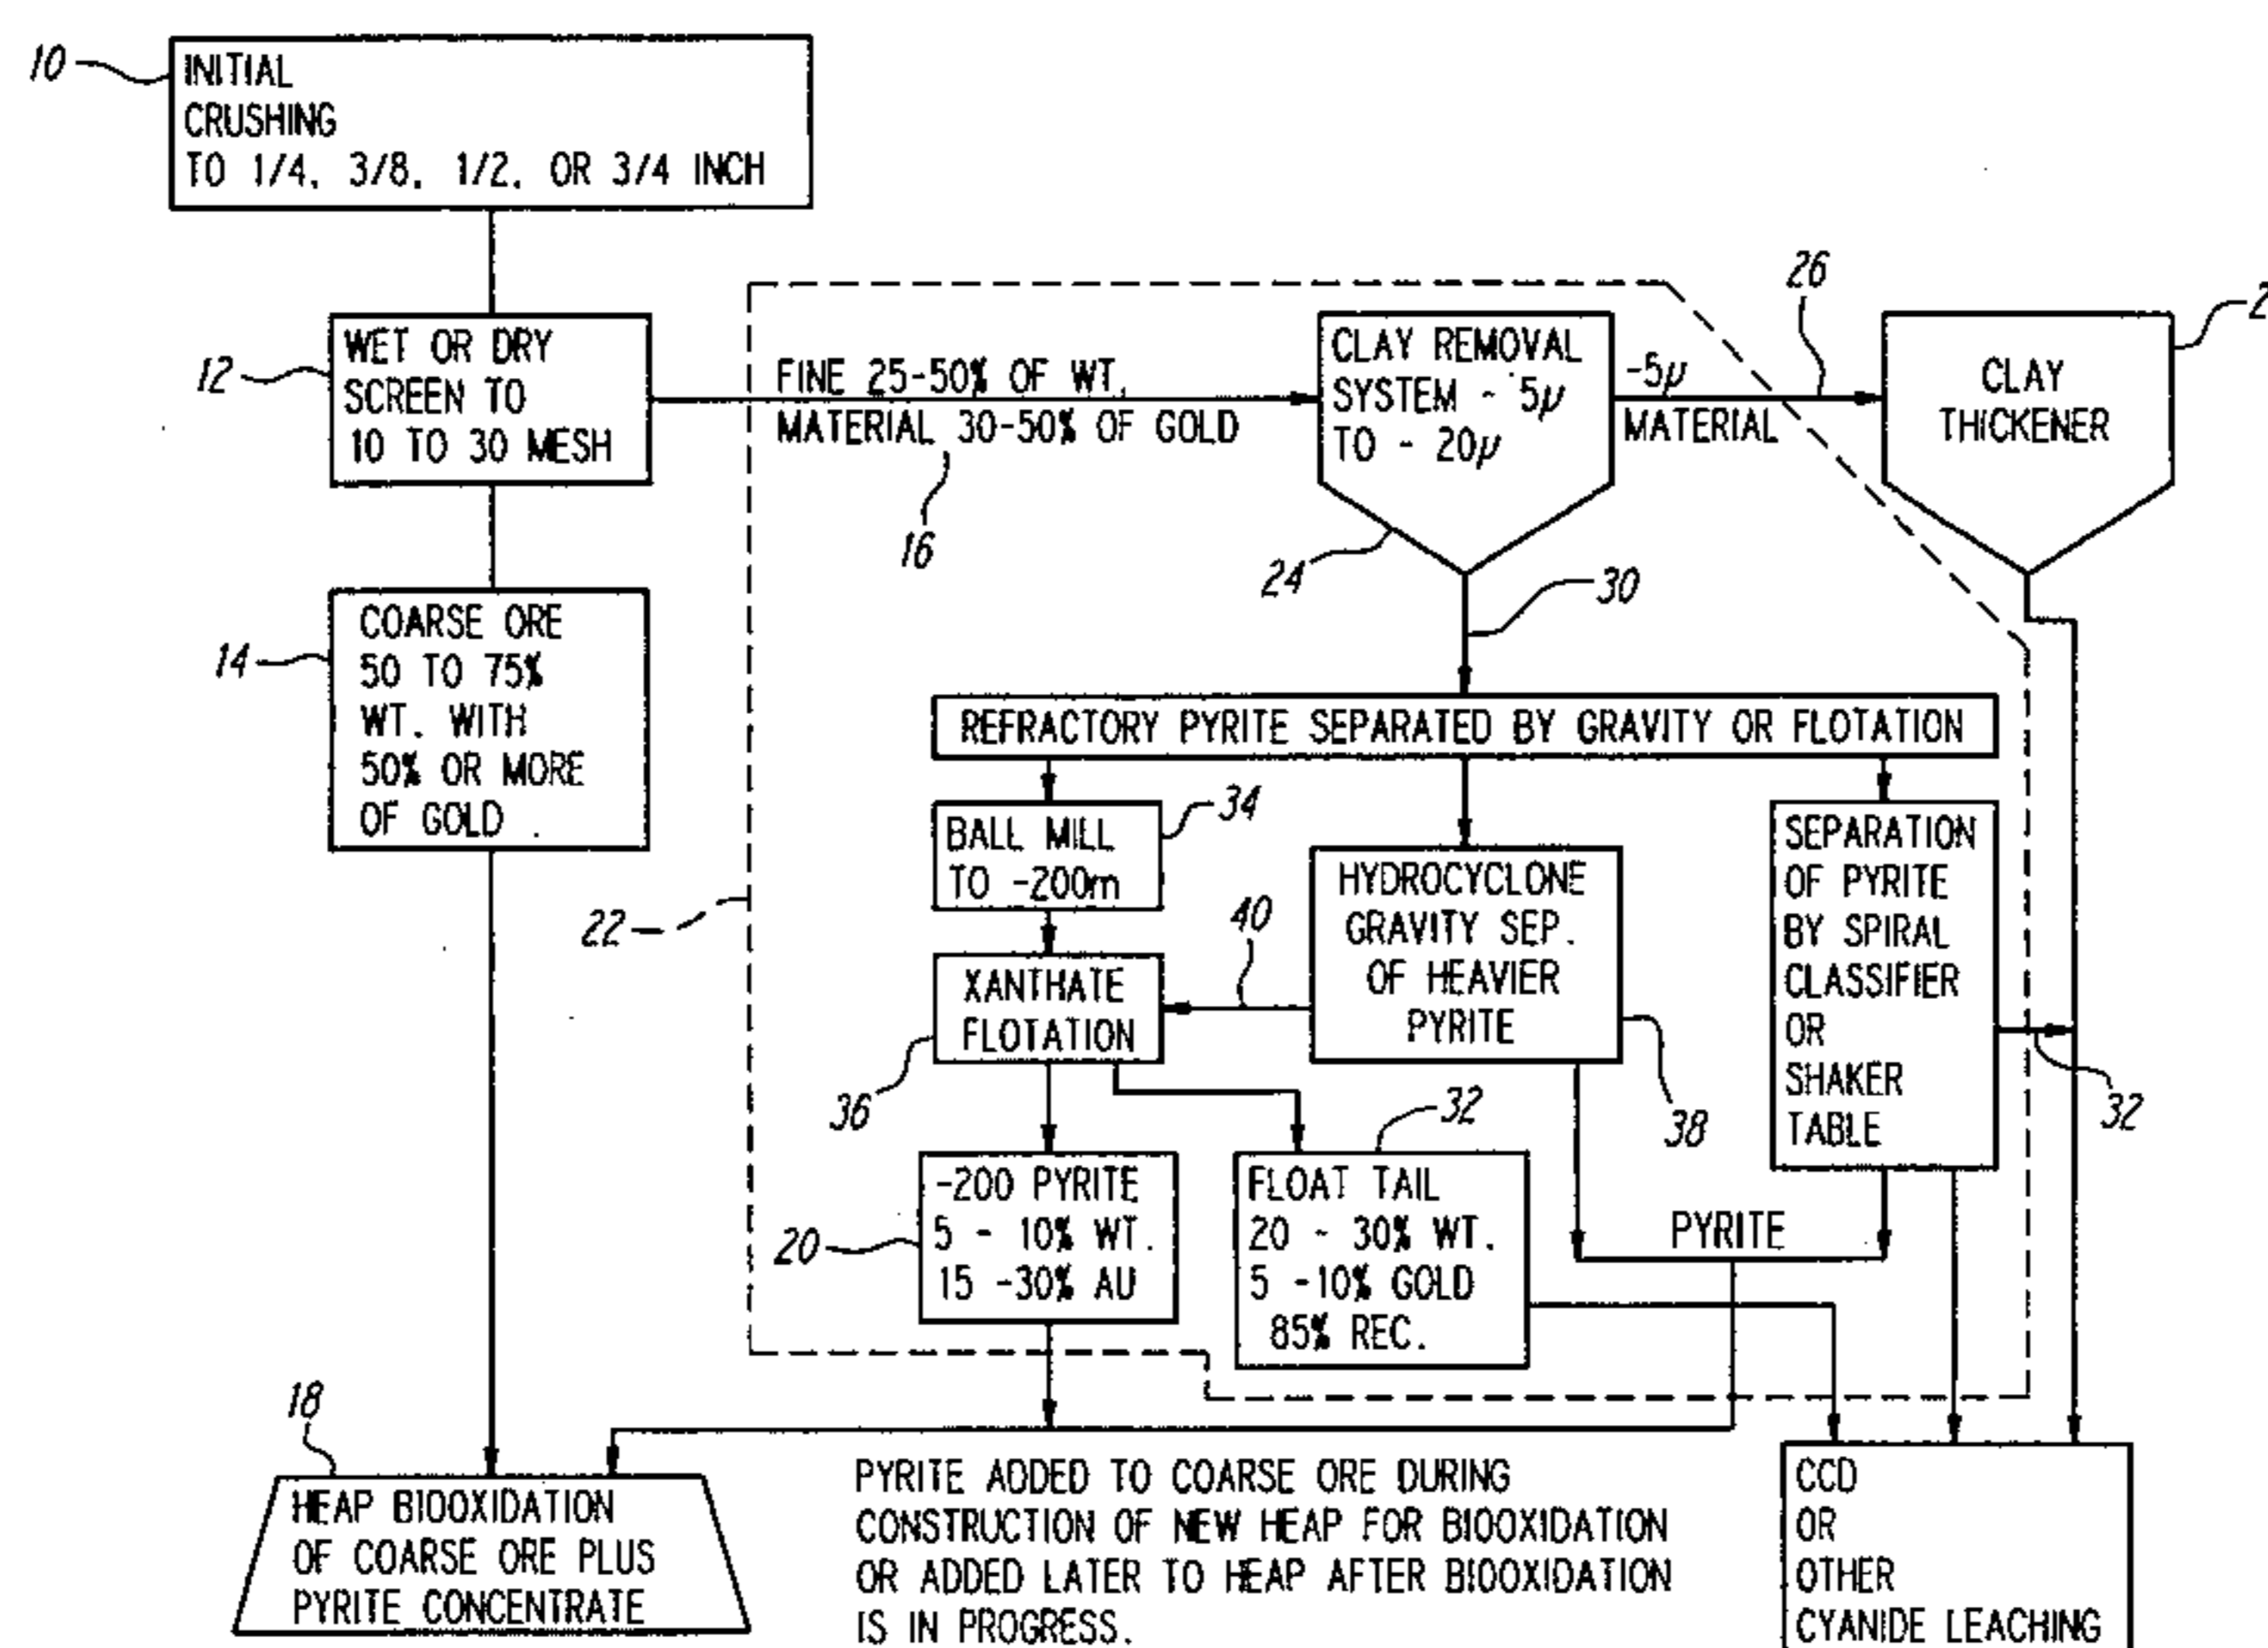 10
INITIAL
CRUSHING
TO 1/4, 3/8, 1/2, OR 3/4 INCH
12
WET OR DRY
SCREEN TO
10 TO 30 MESH
FINE 25-50% OF WT.
MATERIAL 30-50% OF GOLD
16
CLAY REMOVAL
SYSTEM - 5µ
TO - 20µ
24
-5µ
MATERIAL
26
CLAY
THICKENER
14
COARSE ORE
50 TO 75%
WT. WITH
50% OR MORE
OF GOLD
30
REFRACTORY PYRITE SEPARATED BY GRAVITY OR FLOTATION
22
BALL MILL
TO -200m
34
HYDROCYCLONE
GRAVITY SEP.
OF HEAVIER
PYRITE
38
SEPARATION
OF PYRITE
BY SPIRAL
CLASSIFIER
OR
SHAKER
TABLE
32
40
XANTHATE
FLOTATION
36
-200 PYRITE
5 - 10% WT.
15 -30% AU
20
32
FLOAT TAIL
20 - 30% WT.
5 -10% GOLD
85% REC.
PYRITE
18
HEAP BIOOXIDATION
OF COARSE ORE PLUS
PYRITE CONCENTRATE
PYRITE ADDED TO COARSE ORE DURING
CONSTRUCTION OF NEW HEAP FOR BIOOXIDATION
OR ADDED LATER TO HEAP AFTER BIOOXIDATION
IS IN PROGRESS.
CCD
OR
OTHER
CYANIDE LEACHING